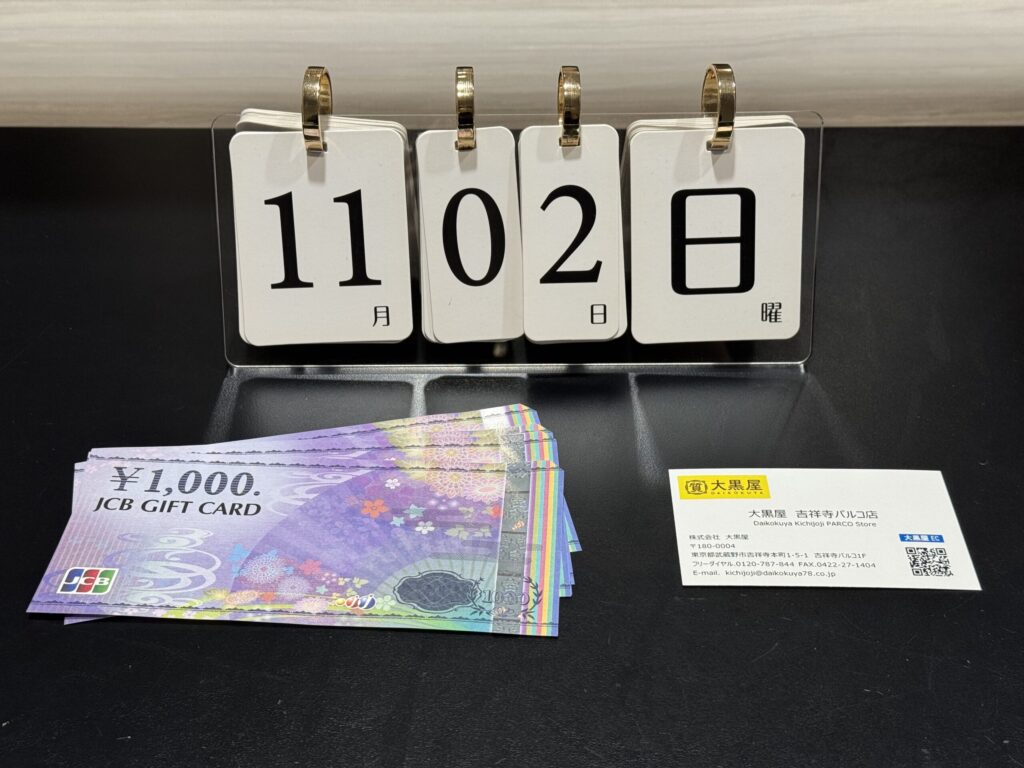 11
月
0
2
日
日
曜
¥1,000.
JCB GIFT CARD
JCB
1000
質 大黒屋
DAIKOKUYA
大黒屋 吉祥寺パルコ店
Daikokuya Kichijoji PARCO Store
株式会社 大黒屋
〒180-0004
東京都武蔵野市吉祥寺本町1-5-1 吉祥寺パルコ1F
フリーダイヤル.0120-787-844 FAX.0422-27-1404
E-mail. kichijoji@daikokuya78.co.jp
大黒屋 EC